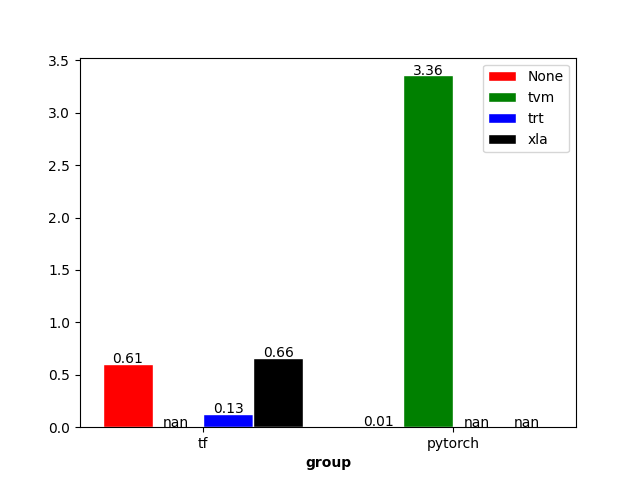 3.5
3.0
2.5
2.0
1.5
1.0
0.5
0.0
0.61
nan
0.13
0.66
0.01
3.36
nan
nan
None
tvm
trt
xla
tf
pytorch
group